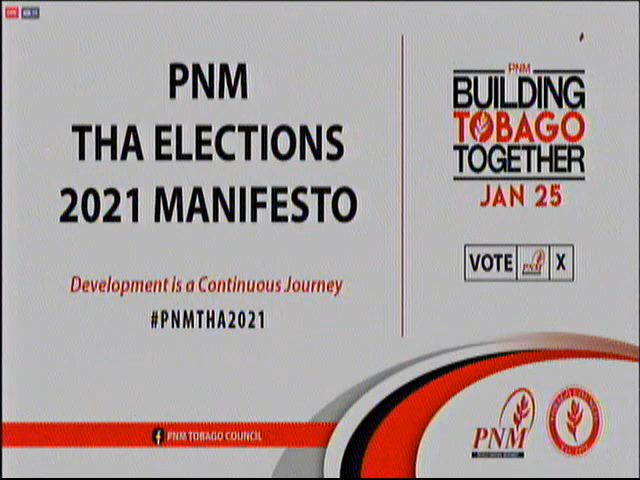 PNM
THA ELECTIONS
2021 MANIFESTO
Development is a Continuous Journey
#PNMTHA2021
PNM
BUILDING
TOBAGO
TOGETHER
JAN 25
VOTE PNM X
PNM TOBAGO COUNCIL
PNM